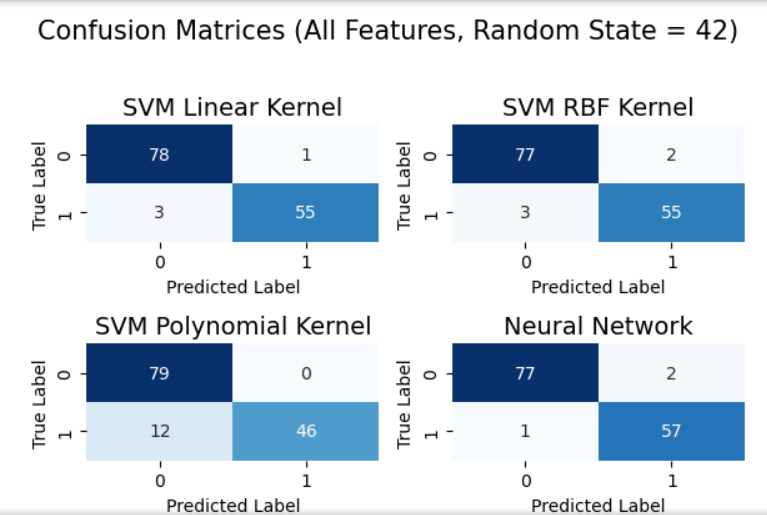 Confusion Matrices (All Features, Random State = 42)
SVM Linear Kernel
True Label
0
78
1
1
3
55
0
1
Predicted Label
SVM RBF Kernel
True Label
0
77
2
1
3
55
0
1
Predicted Label
SVM Polynomial Kernel
True Label
0
79
0
1
12
46
0
1
Predicted Label
Neural Network
True Label
0
77
2
1
1
57
0
1
Predicted Label